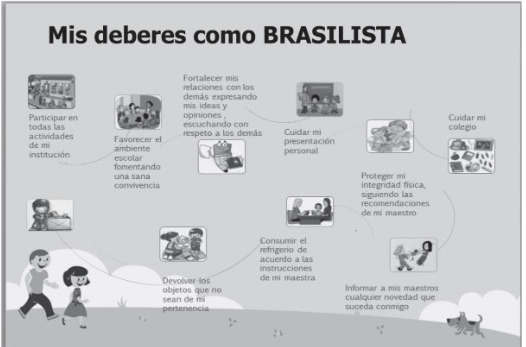 Mis deberes como BRASILISTA
Participar en
todas las
actividades
de mi
institución
Favorecer el
ambiente
escolar
fomentando
una sana
convivencia
Fortalecer mis
relaciones con los
demás expresando
mis ideas y
opiniones ,
escuchando con
respeto a los demás
Cuidar mi
presentación
personal
Cuidar mi
colegio
Proteger mi
integridad física,
siguiendo las
recomendaciones
de mi maestro
Informar a mis maestros
cualquier novedad que
suceda conmigo
Consumir el
refrigerio de
acuerdo a las
instrucciones
de mi maestra
Devolver los
objetos que no
sean de mi
pertenencia